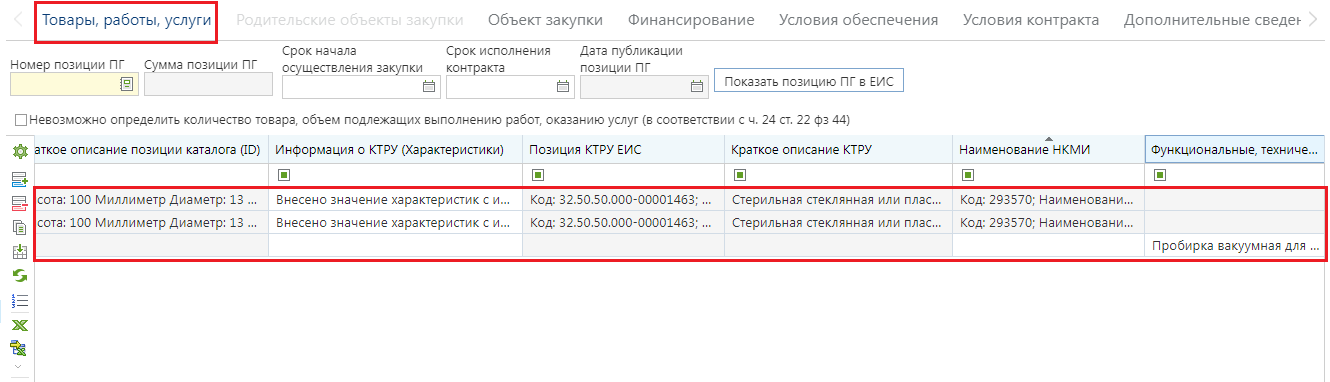 Товары, работы, услуги Родительские объекты закупки Объект закупки Финансирование Условия обеспечения Условия контракта Дополнительные сведен
Номер позиции ПГ Сумма позиции ПГ Срок начала осуществления закупки Срок исполнения контракта Дата публикации позиции ПГ Показать позицию ПГ в ЕИС
Невозможно определить количество товара, объем подлежащих выполнению работ, оказанию услуг (в соответствии с ч. 24 ст. 22 фз 44)
аткое описание позиции каталога (ID) Информация о КТРУ (Характеристики) Позиция КТРУ ЕИС Краткое описание КТРУ Наименование НКМИ Функциональные, техниче...
сота: 100 Миллиметр Диаметр: 13 ... Внесено значение характеристик с и... Код: 32.50.50.000-00001463; ... Стерильная стеклянная или плас... Код: 293570; Наименовани...
сота: 100 Миллиметр Диаметр: 13 ... Внесено значение характеристик с и... Код: 32.50.50.000-00001463; ... Стерильная стеклянная или плас... Код: 293570; Наименовани...
Пробирка вакуумная для ...